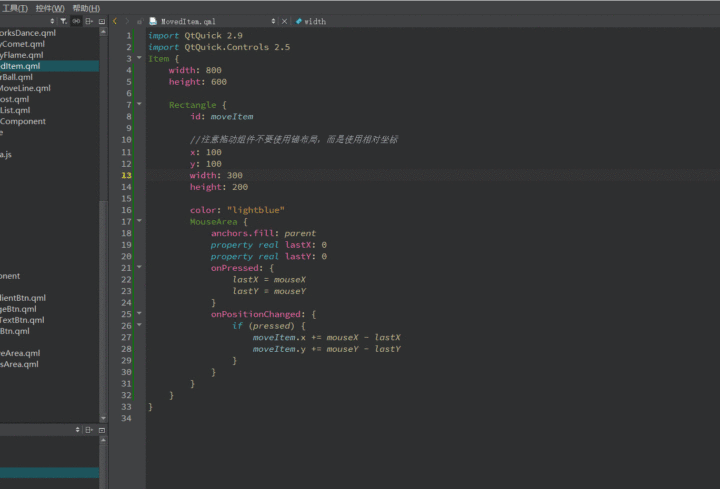 工具(T) 控件(W) 帮助(H)
MovedItem.qml
width
orksDance.qml
yComet.qml
yFlame.qml
edItem.qml
rBall.qml
MoveLine.qml
ost.qml
List.qml
Component
e
a.js
onent
dientBtn.qml
geBtn.qml
TextBtn.qml
Btn.qml
veArea.qml
sArea.qml
1 import QtQuick 2.9
2 import QtQuick.Controls 2.5
3 Item {
4 width: 800
5 height: 600
6
7 Rectangle {
8 id: moveItem
9
10 //注意拖动组件不要使用锚布局，而是使用相对坐标
11 x: 100
12 y: 100
13 width: 300
14 height: 200
15
16 color: "lightblue"
17 MouseArea {
18 anchors.fill: parent
19 property real lastX: 0
20 property real lastY: 0
21 onPressed: {
22 lastX = mouseX
23 lastY = mouseY
24 }
25 onPositionChanged: {
26 if (pressed) {
27 moveItem.x += mouseX - lastX
28 moveItem.y += mouseY - lastY
29 }
30 }
31 }
32 }
33 }
34